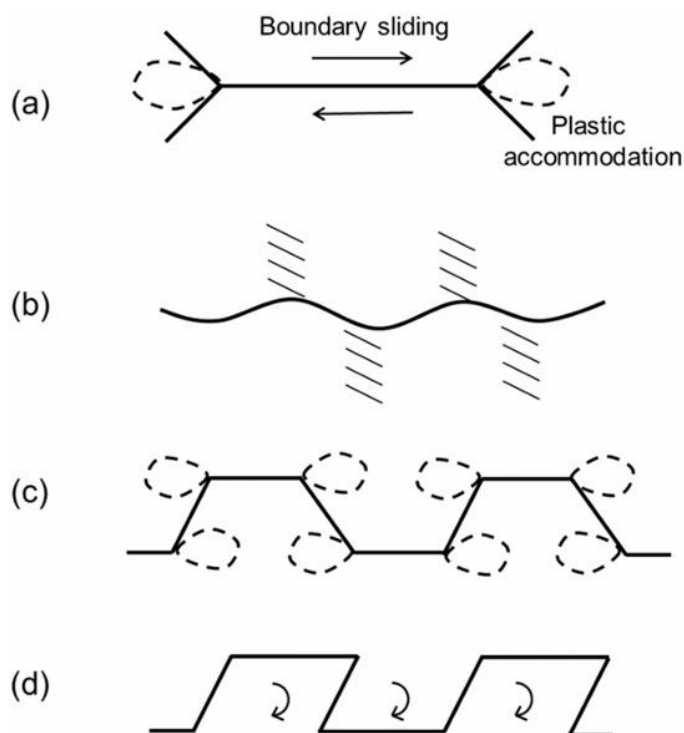 Boundary sliding
(a)
Plastic
accommodation
(b)
(c)
(d)